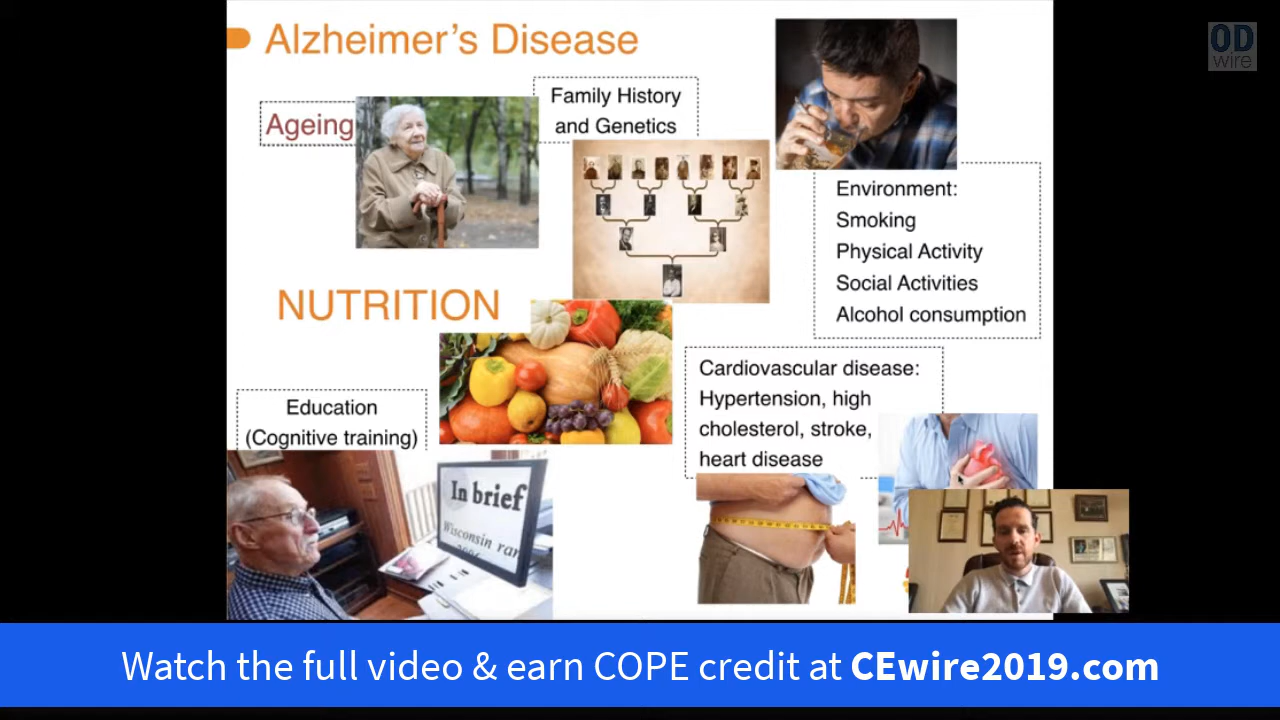 Alzheimer's Disease
OD
wire
Family History
and Genetics
Ageing
Environment:
Smoking
Physical Activity
Social Activities
Alcohol consumption
NUTRITION
Cardiovascular disease:
Hypertension, high
cholesterol, stroke,
heart disease
Education
(Cognitive training)
In brief
Wisconsin ran
Watch the full video & earn COPE credit at CEwire2019.com